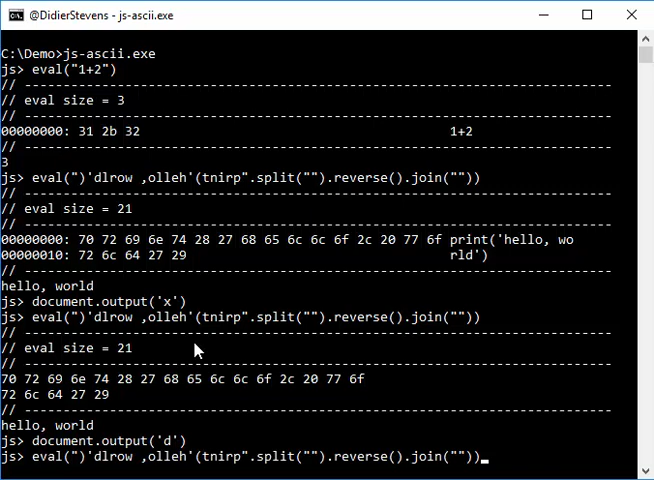 @DidierStevens - js-ascii.exe
C:\Demo>js-ascii.exe
js> eval("1+2")
// --------------------------------------------------------------------------
// eval size = 3
// --------------------------------------------------------------------------
00000000: 31 2b 32                                         1+2
// --------------------------------------------------------------------------
3
js> eval(")'dlrow ,olleh'(tnirp".split("").reverse().join(""))
// --------------------------------------------------------------------------
// eval size = 21
// --------------------------------------------------------------------------
00000000: 70 72 69 6e 74 28 27 68 65 6c 6c 6f 2c 20 77 6f print('hello, wo
00000010: 72 6c 64 27 29                                   rld')
// --------------------------------------------------------------------------
hello, world
js> document.output('x')
js> eval(")'dlrow ,olleh'(tnirp".split("").reverse().join(""))
// --------------------------------------------------------------------------
// eval size = 21
// --------------------------------------------------------------------------
70 72 69 6e 74 28 27 68 65 6c 6c 6f 2c 20 77 6f
72 6c 64 27 29
// --------------------------------------------------------------------------
hello, world
js> document.output('d')
js> eval(")'dlrow ,olleh'(tnirp".split("").reverse().join(""))